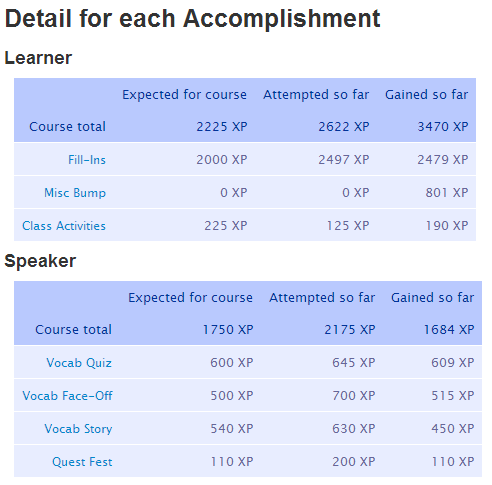 Detail for each Accomplishment
Learner
Expected for course Attempted so far Gained so far
Course total 2225 XP 2622 XP 3470 XP
Fill-Ins 2000 XP 2497 XP 2479 XP
Misc Bump 0 XP 0 XP 801 XP
Class Activities 225 XP 125 XP 190 XP
Speaker
Expected for course Attempted so far Gained so far
Course total 1750 XP 2175 XP 1684 XP
Vocab Quiz 600 XP 645 XP 609 XP
Vocab Face-Off 500 XP 700 XP 515 XP
Vocab Story 540 XP 630 XP 450 XP
Quest Fest 110 XP 200 XP 110 XP